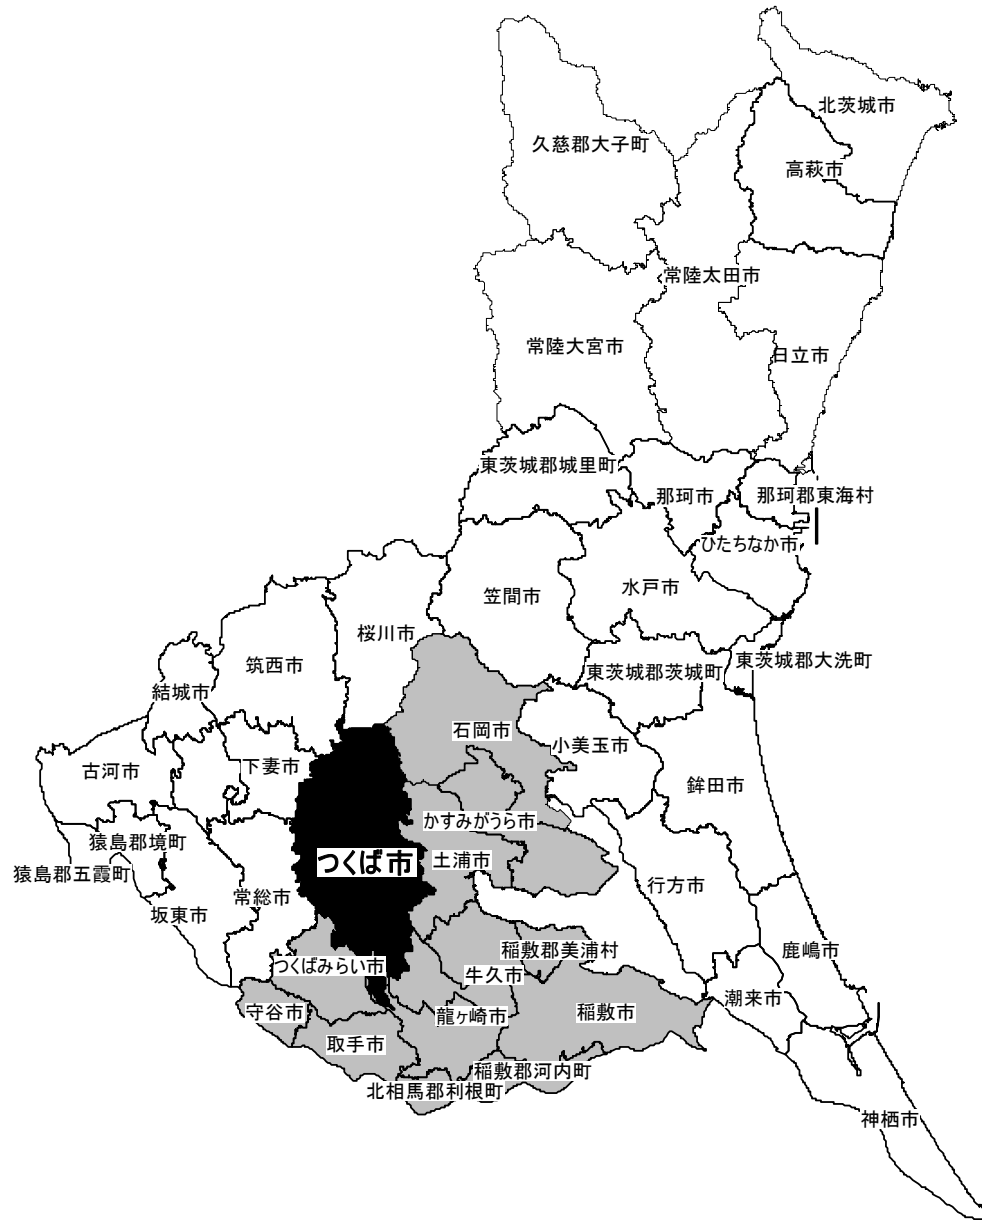 北茨城市
久慈郡大子町
高萩市
常陸太田市
常陸大宮市
日立市
東茨城郡城里町
那珂市
那珂郡東海村
ひたちなか市
水戸市
笠間市
桜川市
筑西市
東茨城郡茨城町
東茨城郡大洗町
結城市
石岡市
小美玉市
下妻市
古河市
鉾田市
かすみがうら市
猿島郡境町
猿島郡五霞町
つくば市
土浦市
行方市
常総市
坂東市
鹿嶋市
稲敷郡美浦村
つくばみらい市
牛久市
潮来市
守谷市
龍ヶ崎市
稲敷市
取手市
稲敷郡河内町
北相馬郡利根町
神栖市